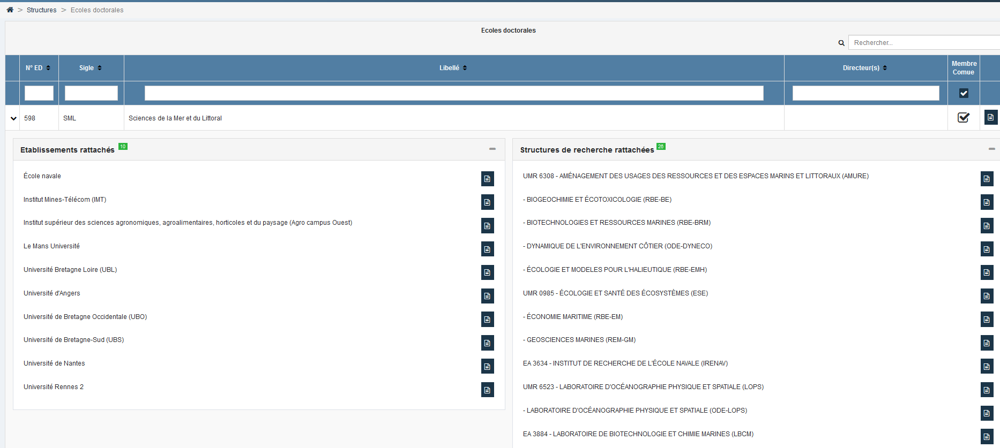 > Structures > Ecoles doctorales
Ecoles doctorales
Rechercher...
N° ED
Sigle
Libellé
Directeur(s)
Membre
Comue
598
SML
Sciences de la Mer et du Littoral
Etablissements rattachés 10
École navale
Institut Mines-Télécom (IMT)
Institut supérieur des sciences agronomiques, agroalimentaires, horticoles et du paysage (Agro campus Ouest)
Le Mans Université
Université Bretagne Loire (UBL)
Université d'Angers
Université de Bretagne Occidentale (UBO)
Université de Bretagne-Sud (UBS)
Université de Nantes
Université Rennes 2
Structures de recherche rattachées 26
UMR 6308 - AMÉNAGEMENT DES USAGES DES RESSOURCES ET DES ESPACES MARINS ET LITTORAUX (AMURE)
- BIOGEOCHIMIE ET ÉCOTOXICOLOGIE (RBE-BE)
- BIOTECHNOLOGIES ET RESSOURCES MARINES (RBE-BRM)
- DYNAMIQUE DE L'ENVIRONNEMENT CÔTIER (ODE-DYNECO)
- ÉCOLOGIE ET MODELES POUR L'HALIEUTIQUE (RBE-EMH)
UMR 0985 - ÉCOLOGIE ET SANTÉ DES ÉCOSYSTÈMES (ESE)
- ÉCONOMIE MARITIME (RBE-EM)
- GEOSCIENCES MARINES (REM-GM)
EA 3634 - INSTITUT DE RECHERCHE DE L'ÉCOLE NAVALE (IRENAV)
UMR 6523 - LABORATOIRE D'OCÉANOGRAPHIE PHYSIQUE ET SPATIALE (LOPS)
- LABORATOIRE D'OCÉANOGRAPHIE PHYSIQUE ET SPATIALE (ODE-LOPS)
EA 3884 - LABORATOIRE DE BIOTECHNOLOGIE ET CHIMIE MARINES (LBCM)